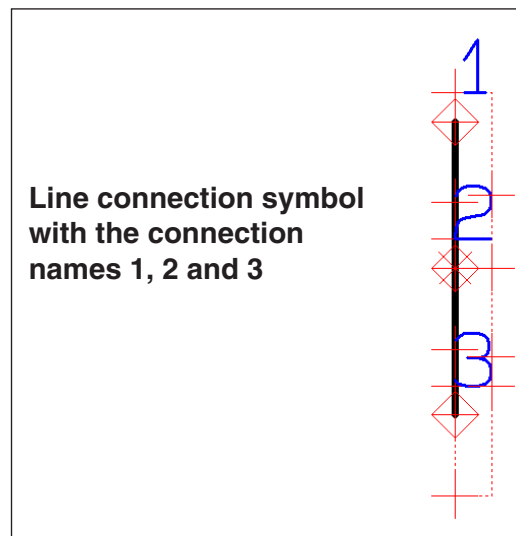 1
Line connection symbol
with the connection
names 1, 2 and 3
2
3